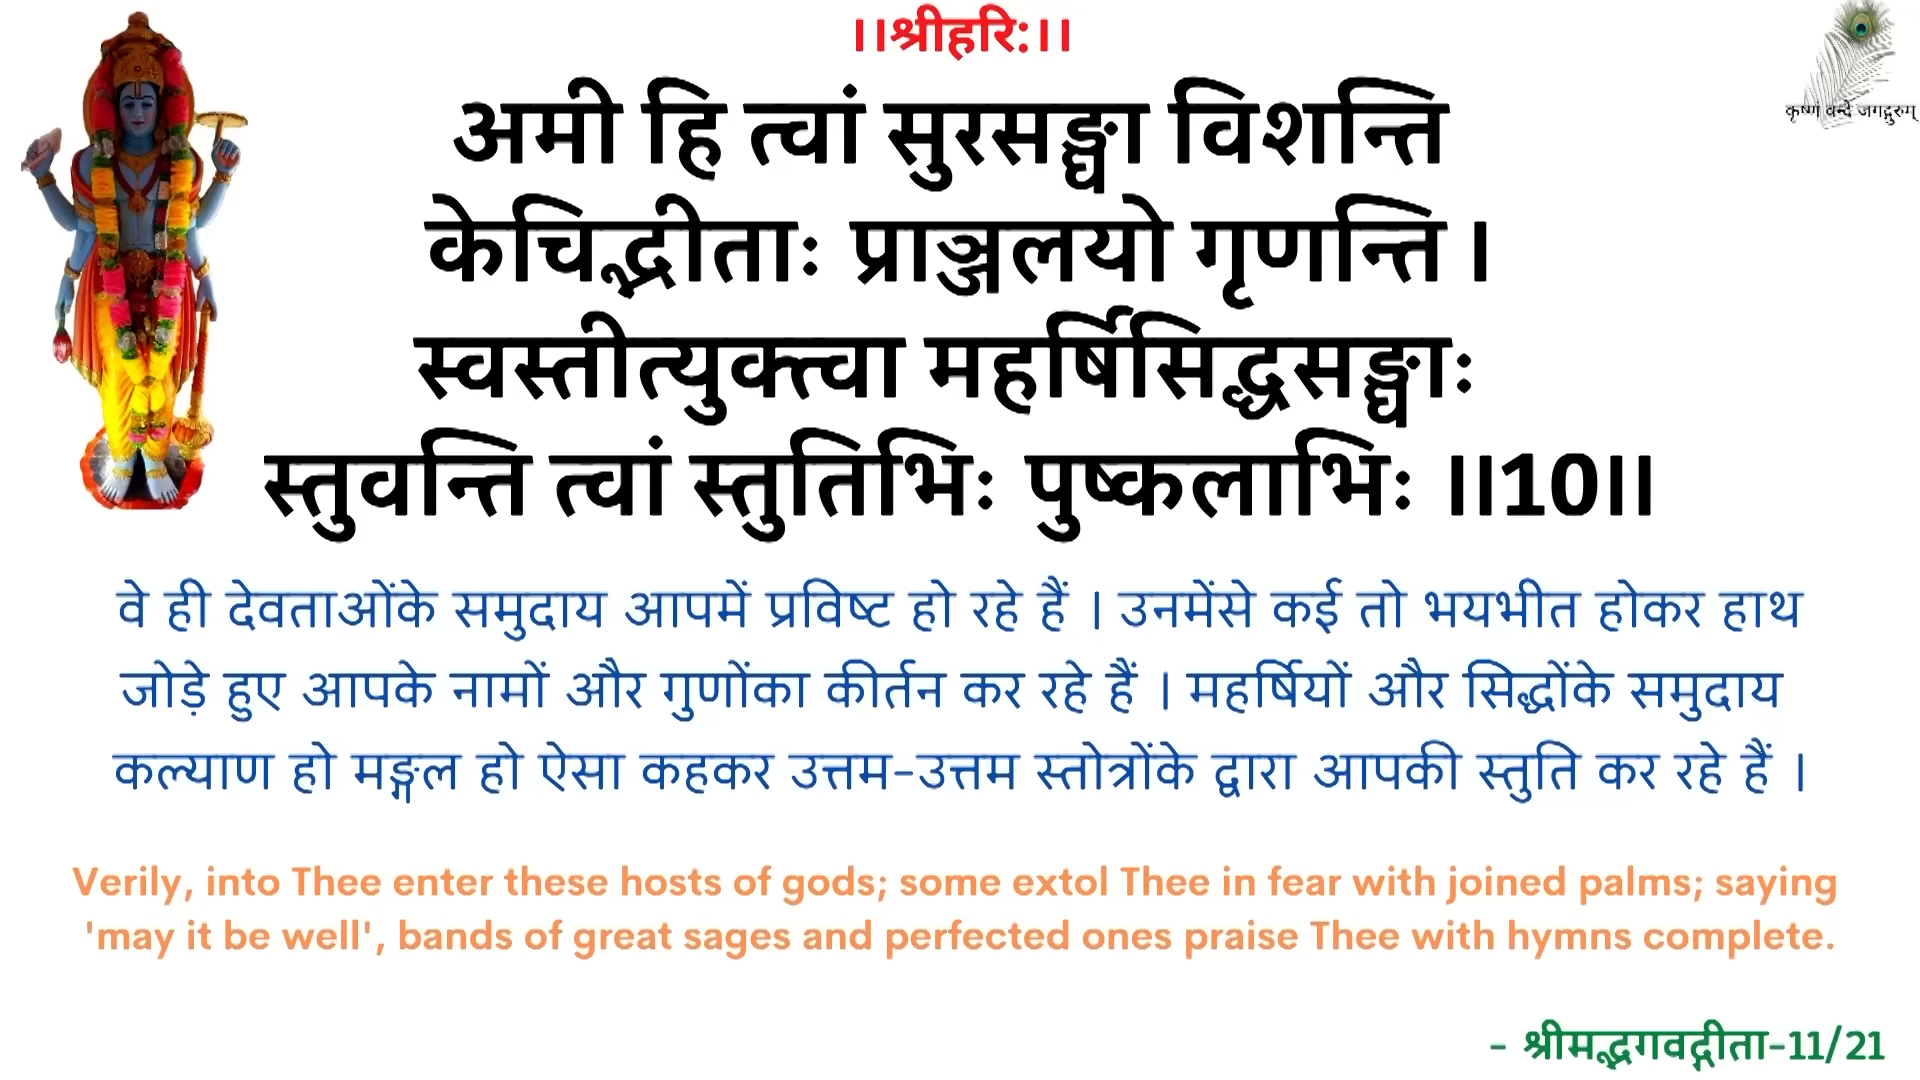 ।।श्रीहरि:।।
कृष्णं वन्दे जगद्गुरुम्
अमी हि त्वां सुरसङ्घा विशन्ति
केचिद्भीताः प्राञ्जलयो गृणन्ति ।
स्वस्तीत्युक्त्वा महर्षिसिद्धसङ्घाः
स्तुवन्ति त्वां स्तुतिभिः पुष्कलाभिः ॥10॥
वे ही देवताओंके समुदाय आपमें प्रविष्ट हो रहे हैं । उनमेंसे कई तो भयभीत होकर हाथ
जोड़े हुए आपके नामों और गुणोंका कीर्तन कर रहे हैं । महर्षियों और सिद्धोंके समुदाय
कल्याण हो मङ्गल हो ऐसा कहकर उत्तम-उत्तम स्तोत्रोंके द्वारा आपकी स्तुति कर रहे हैं ।
Verily, into Thee enter these hosts of gods; some extol Thee in fear with joined palms; saying
'may it be well', bands of great sages and perfected ones praise Thee with hymns complete.
- श्रीमद्भगवद्गीता-11/21